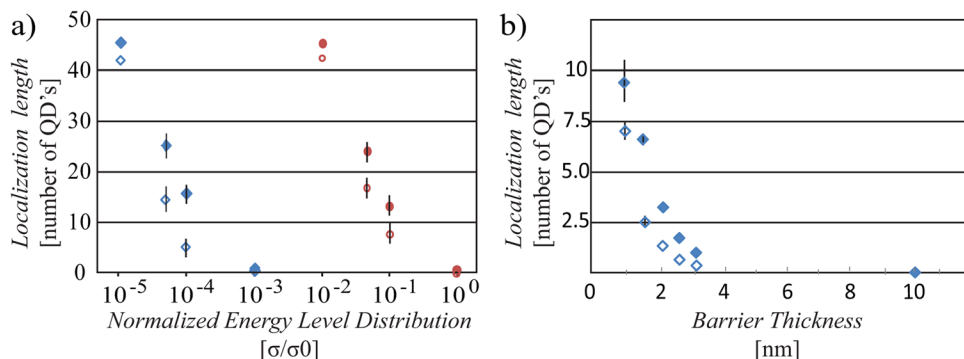 a)
Localization length
[number of QD's]
50
40
30
20
10
0
10⁻⁵ 10⁻⁴ 10⁻³ 10⁻² 10⁻¹ 10⁰
Normalized Energy Level Distribution
[σ/σ0]
b)
Localization length
[number of QD's]
10
7.5
5.0
2.5
0 2 4 6 8 10
Barrier Thickness
[nm]